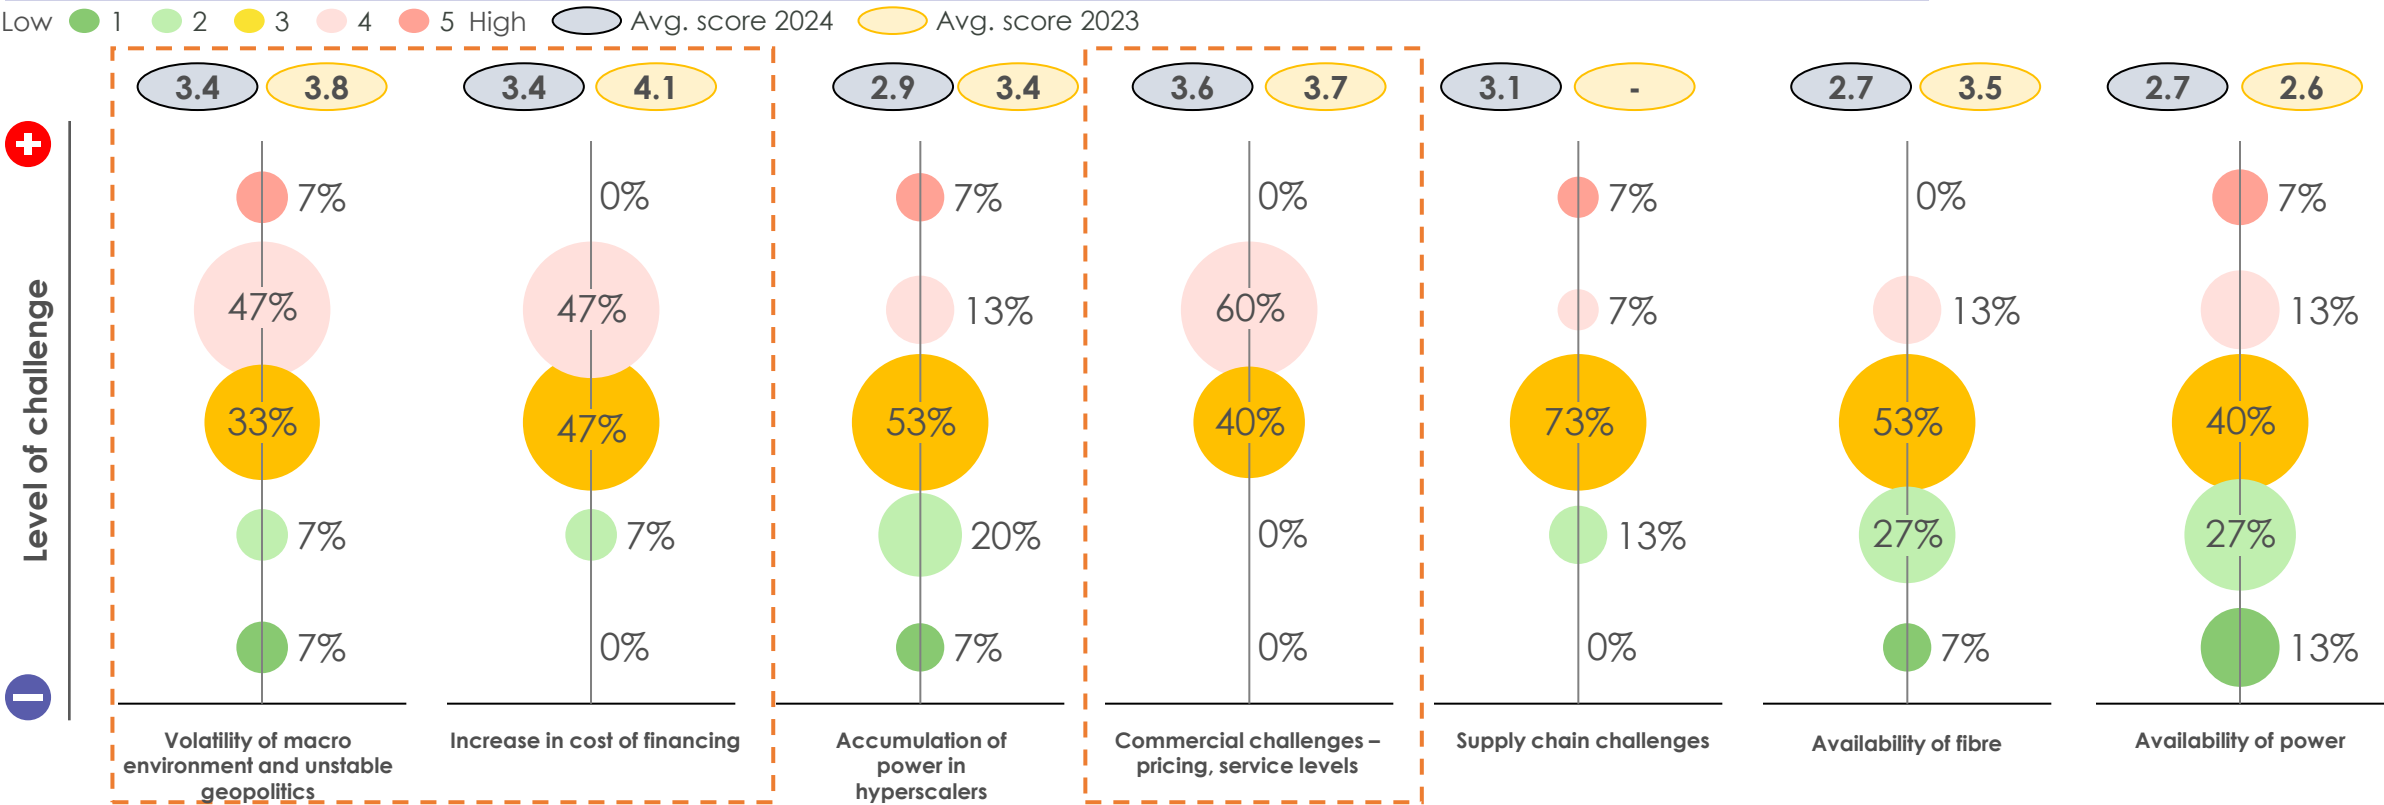 Low 1 2 3 4 5 High Avg. score 2024 Avg. score 2023
3.4 3.8 3.4 4.1 2.9 3.4 3.6 3.7 3.1 - 2.7 3.5 2.7 2.6
Level of challenge
7% 0% 7% 0% 7% 0% 7%
47% 47% 13% 60% 7% 13% 13%
33% 47% 53% 40% 73% 53% 40%
7% 7% 20% 0% 13% 27% 27%
7% 0% 7% 0% 0% 7% 13%
Volatility of macro
environment and unstable
geopolitics
Increase in cost of financing
Accumulation of
power in
hyperscalers
Commercial challenges –
pricing, service levels
Supply chain challenges
Availability of fibre
Availability of power